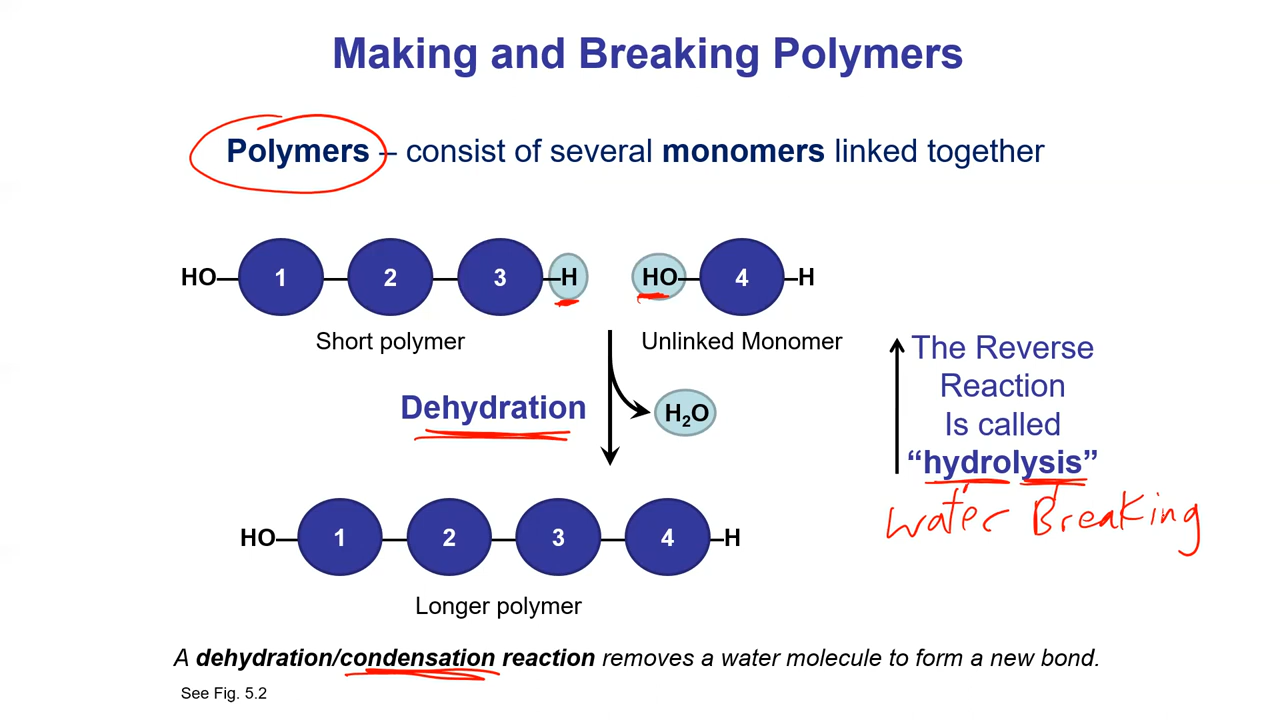 Making and Breaking Polymers
Polymers – consist of several monomers linked together
HO 1 2 3 H HO 4 H
Short polymer Unlinked Monomer
Dehydration
H₂O
The Reverse
Reaction
Is called
“hydrolysis”
Water Breaking
HO 1 2 3 4 H
Longer polymer
A dehydration/condensation reaction removes a water molecule to form a new bond.
See Fig. 5.2